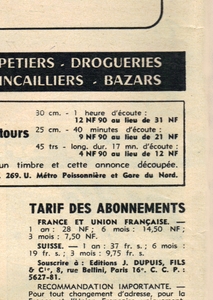 PETIERS - DROGUERIES
INCAILLIERS - BAZARS
30 cm. - 1 heure d'écoute :
12 NF 90 au lieu de 31 NF
tours
25 cm. - 40 minutes d'écoute :
9 NF 90 au lieu de 21 NF
45 trs - long. dur. 17 mn. d'écoute :
4 NF 90 au lieu de 12 NF
un timbre et cette annonce découpée.
269. U. Métro Poissonnière et Gare du Nord.
TARIF DES ABONNEMENTS
FRANCE ET UNION FRANÇAISE. —
1 an : 28 NF ; 6 mois : 14,50 NF ;
3 mois : 7,50 NF.
SUISSE. — 1 an : 37 fr. s. ; 6 mois :
19 fr. s. ; 3 mois : 9,75 fr. s.
Souscrire à : Editions J. DUPUIS, FILS
& Cie, 8, rue Bellini, Paris 16e. C. C. P. :
5627-81.
RECOMMANDATION IMPORTANTE. —
Pour tout changement d'adresse, pour la